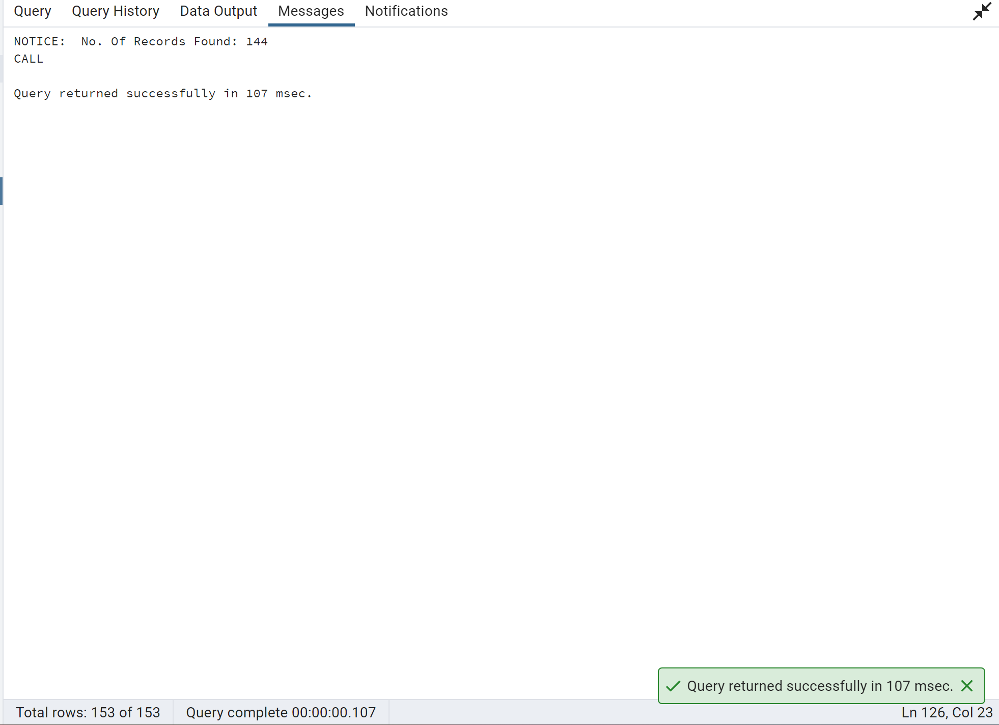 Query Query History Data Output Messages Notifications
NOTICE:  No. Of Records Found: 144
CALL
Query returned successfully in 107 msec.
Query returned successfully in 107 msec.
Total rows: 153 of 153 Query complete 00:00:00.107 Ln 126, Col 23